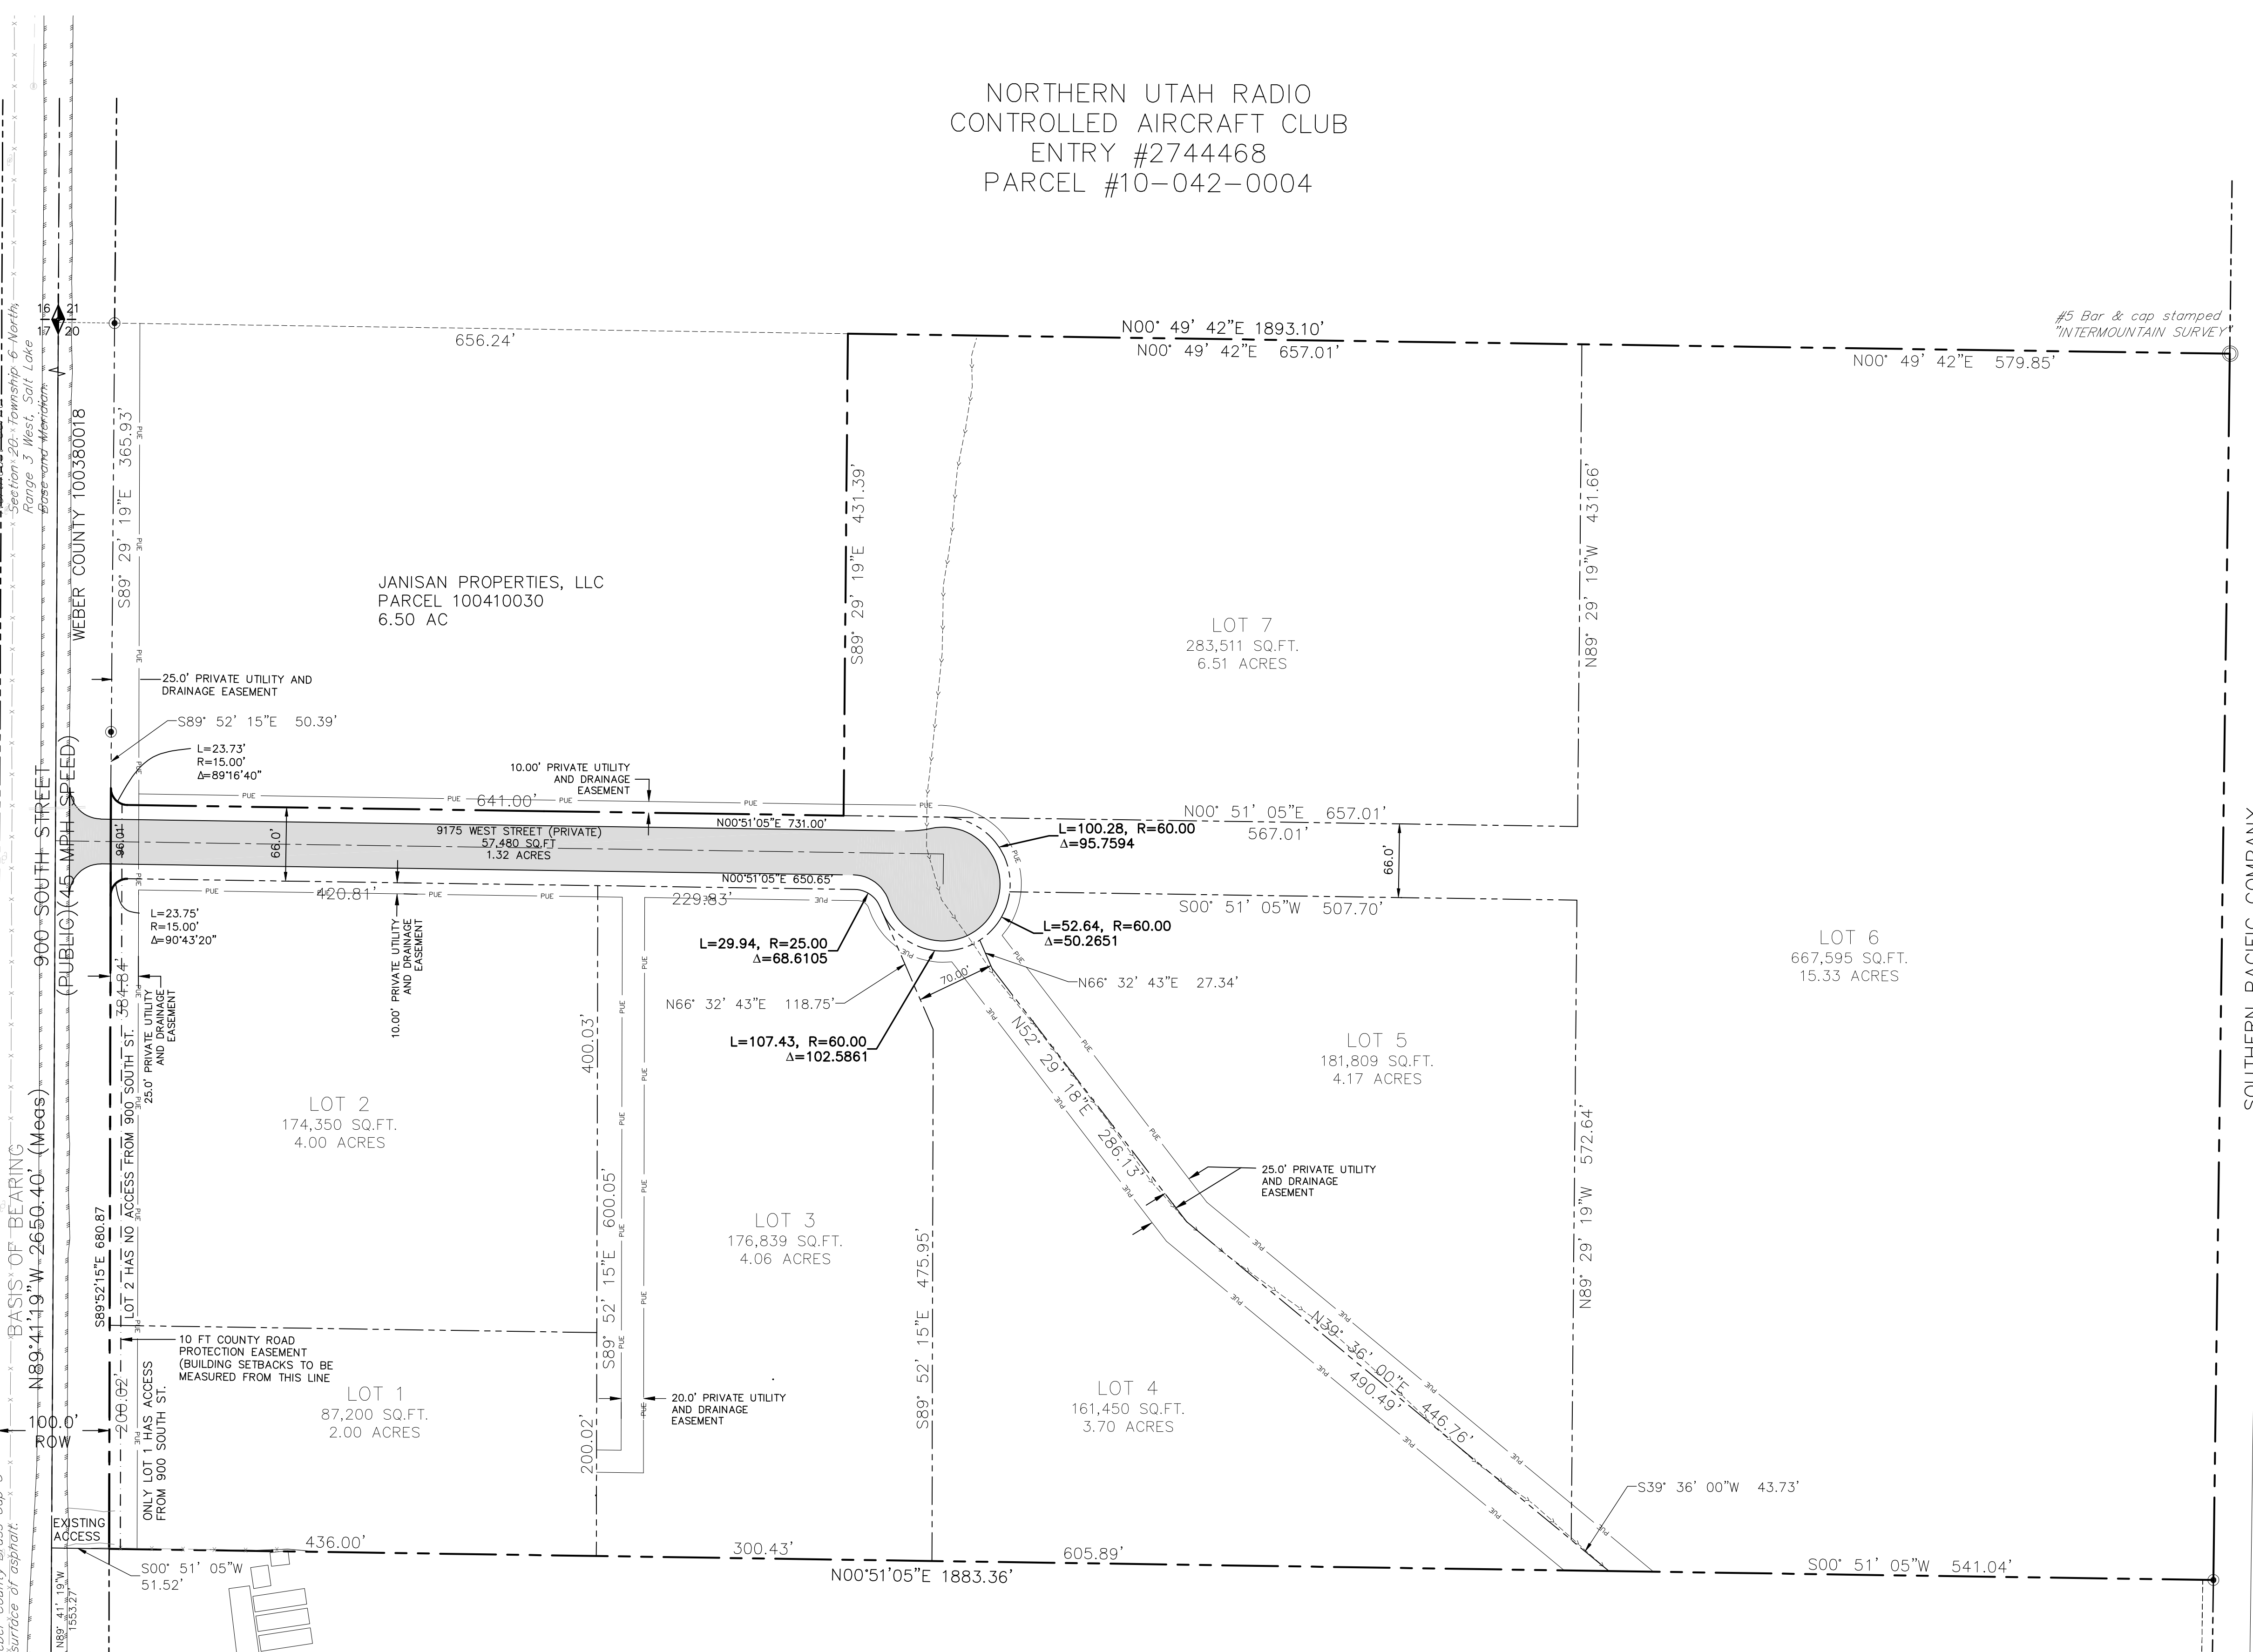 NORTHERN UTAH RADIO
CONTROLLED AIRCRAFT CLUB
ENTRY #2744468
PARCEL #10-042-0004
16 21
17 20
656.24'
N00° 49' 42"E 1893.10'
N00° 49' 42"E 657.01'
#5 Bar & cap stamped
"INTERMOUNTAIN SURVEY"
N00° 49' 42"E 579.85'
Section 20, Township 6 North,
Range 3 West, Salt Lake
Base and Meridian.
WEBER COUNTY 100380018
S89° 29' 19"E 365.93'
S89° 29' 19"E 431.39'
N89° 29' 19"W 431.66'
JANISAN PROPERTIES, LLC
PARCEL 100410030
6.50 AC
LOT 7
283,511 SQ.FT.
6.51 ACRES
25.0' PRIVATE UTILITY AND
DRAINAGE EASEMENT
S89° 52' 15"E 50.39'
L=23.73'
R=15.00'
Δ=89°16'40"
10.00' PRIVATE UTILITY
AND DRAINAGE
EASEMENT
641.00'
900 SOUTH STREET
(PUBLIC)(45 MPH SPEED)
96.01'
66.0'
9175 WEST STREET (PRIVATE)
57,480 SQ.FT
1.32 ACRES
N00°51'05"E 731.00'
N00°51'05"E 650.65'
N00° 51' 05"E 657.01'
567.01'
66.0'
S00° 51' 05"W 507.70'
L=100.28, R=60.00
Δ=95.7594
L=52.64, R=60.00
Δ=50.2651
420.81'
229.83'
L=23.75'
R=15.00'
Δ=90°43'20"
10.00' PRIVATE UTILITY
AND DRAINAGE
EASEMENT
L=29.94, R=25.00
Δ=68.6105
N66° 32' 43"E 118.75'
70.00'
N66° 32' 43"E 27.34'
L=107.43, R=60.00
Δ=102.5861
SOUTHERN PACIFIC COMPANY
LOT 6
667,595 SQ.FT.
15.33 ACRES
LOT 5
181,809 SQ.FT.
4.17 ACRES
384.84'
25.0' PRIVATE UTILITY
AND DRAINAGE
EASEMENT
LOT 2 HAS NO ACCESS FROM 900 SOUTH ST.
LOT 2
174,350 SQ.FT.
4.00 ACRES
400.03'
N52° 29' 18"E 286.13'
25.0' PRIVATE UTILITY
AND DRAINAGE
EASEMENT
N89° 29' 19"W 572.64'
BASIS OF BEARING
N89°41'19"W 2650.40' (Meas)
S89°52'15"E 680.87
S89° 52' 15"E 600.05'
LOT 3
176,839 SQ.FT.
4.06 ACRES
S89° 52' 15"E 475.95'
N39° 36' 00"E 446.76'
490.49'
10 FT COUNTY ROAD
PROTECTION EASEMENT
(BUILDING SETBACKS TO BE
MEASURED FROM THIS LINE
200.02'
ONLY LOT 1 HAS ACCESS
FROM 900 SOUTH ST.
LOT 1
87,200 SQ.FT.
2.00 ACRES
200.02'
20.0' PRIVATE UTILITY
AND DRAINAGE
EASEMENT
LOT 4
161,450 SQ.FT.
3.70 ACRES
100.0'
ROW
S39° 36' 00"W 43.73'
EXISTING
ACCESS
S00° 51' 05"W
51.52'
436.00'
300.43'
605.89'
N00°51'05"E 1883.36'
S00° 51' 05"W 541.04'
N89° 41' 19"W
1553.27'
surface of asphalt.
PUE